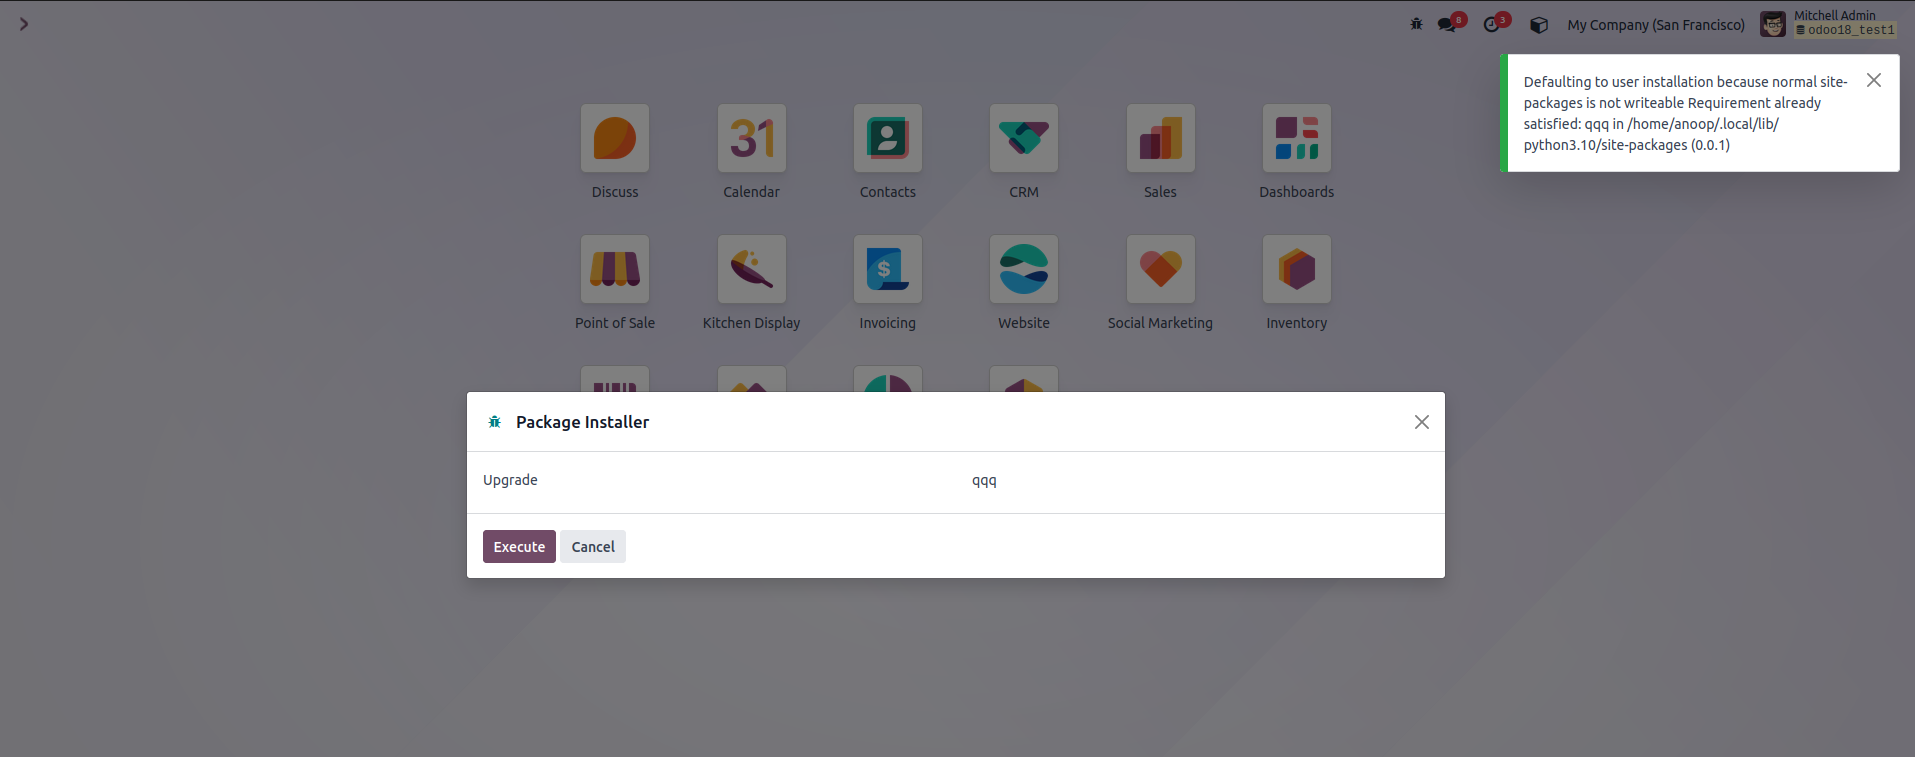 8
3
My Company (San Francisco)
Mitchell Admin
odoo18_test1
Defaulting to user installation because normal site-
packages is not writeable Requirement already
satisfied: qqq in /home/anoop/.local/lib/
python3.10/site-packages (0.0.1)
31
Discuss
Calendar
Contacts
CRM
Sales
Dashboards
$
Point of Sale
Kitchen Display
Invoicing
Website
Social Marketing
Inventory
Package Installer
Upgrade
qqq
Execute
Cancel